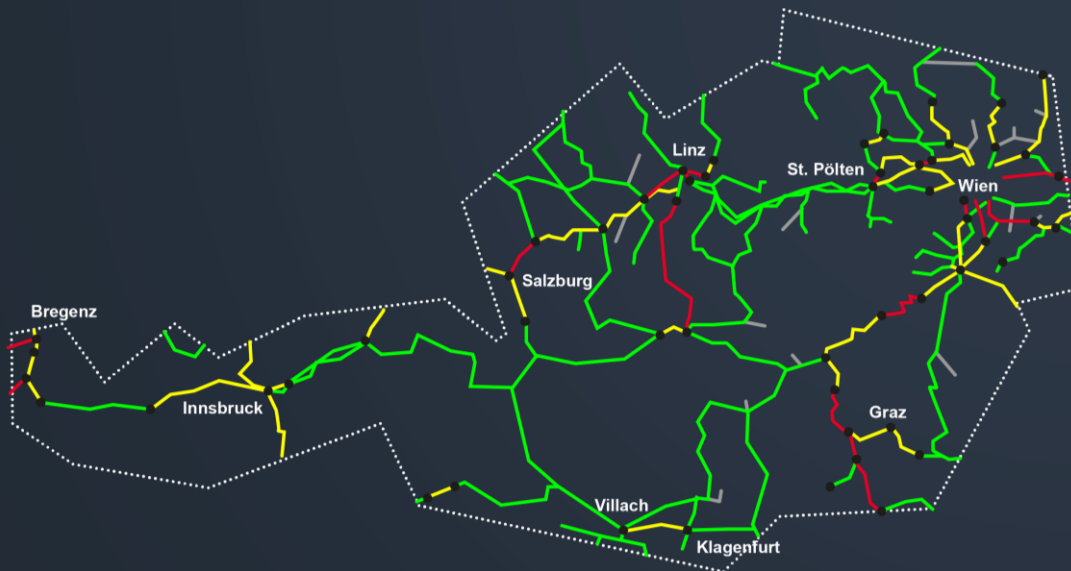 Linz
St. Pölten
Wien
Salzburg
Bregenz
Innsbruck
Graz
Villach
Klagenfurt